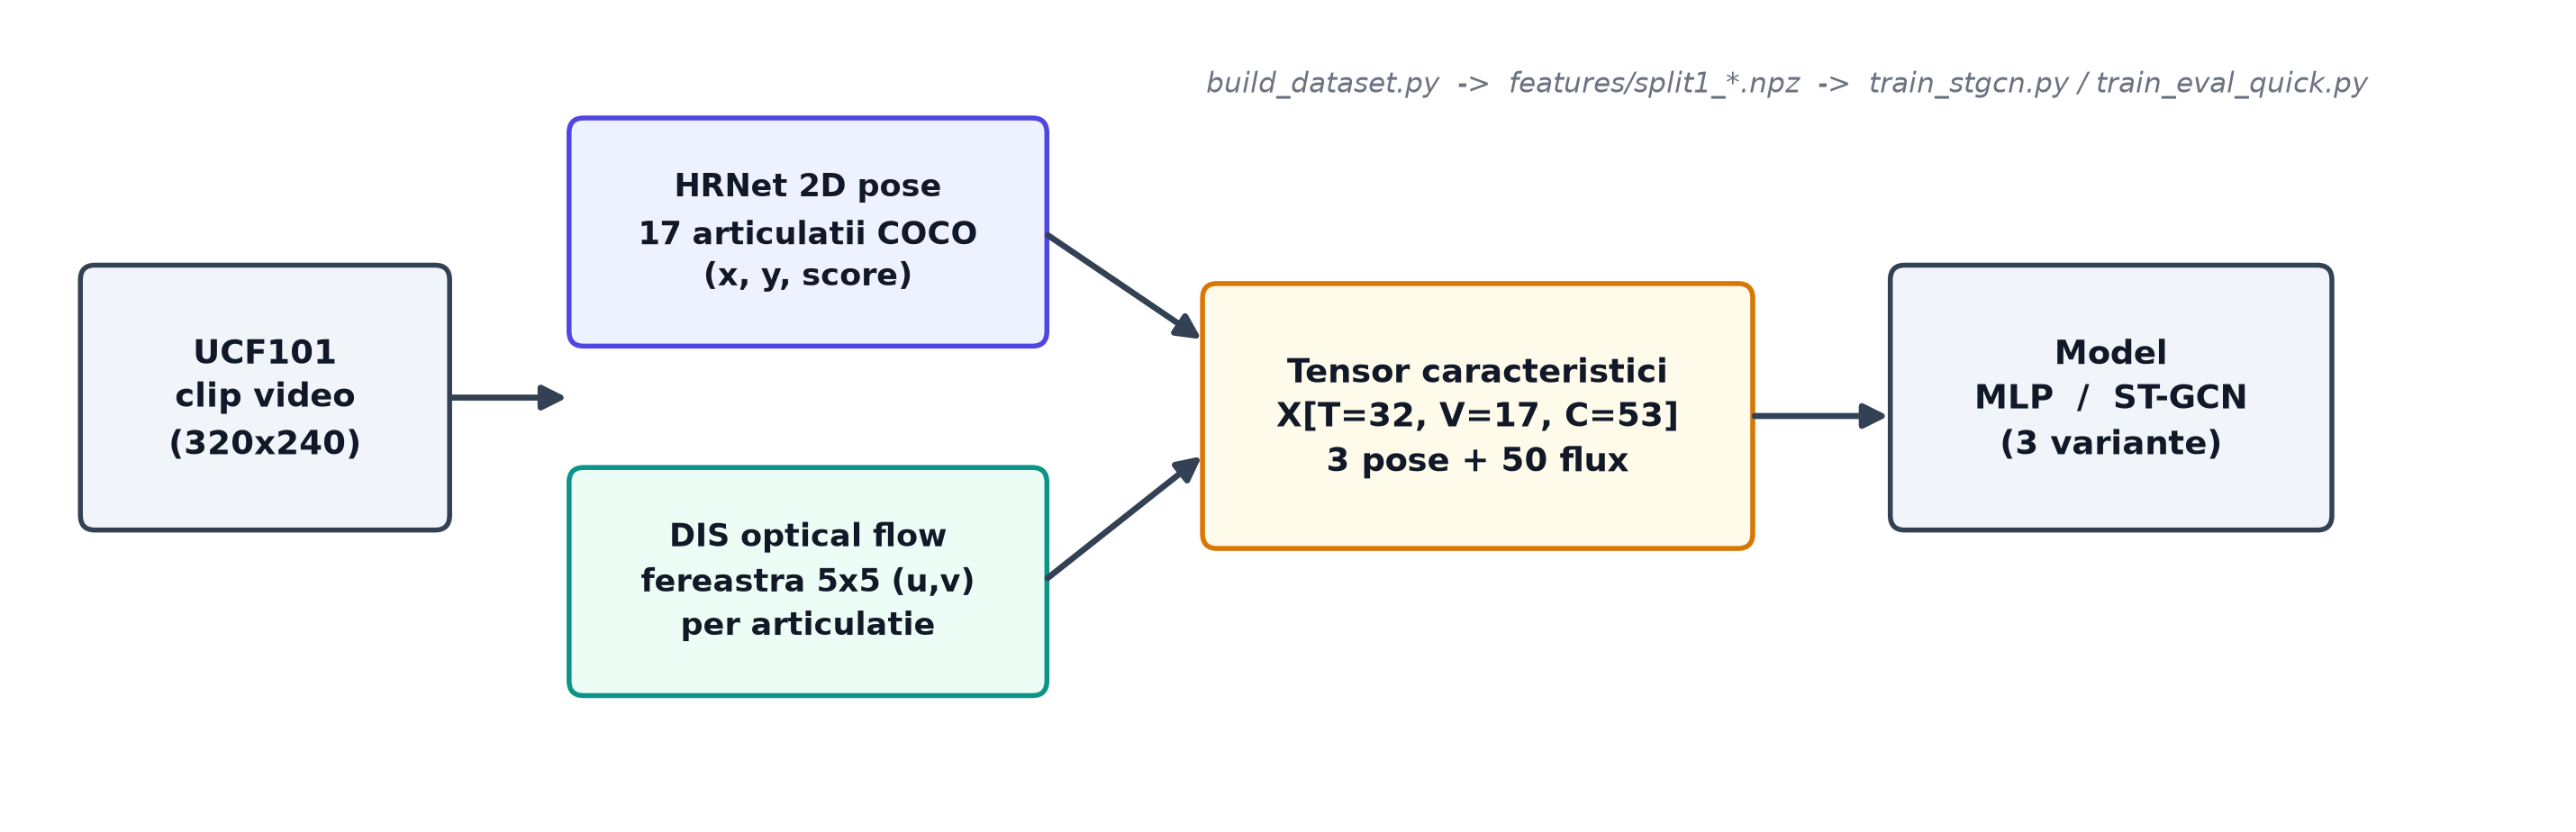 build_dataset.py -> features/split1_*.npz -> train_stgcn.py / train_eval_quick.py
UCF101
clip video
(320x240)
HRNet 2D pose
17 articulatii COCO
(x, y, score)
DIS optical flow
fereastra 5x5 (u,v)
per articulatie
Tensor caracteristici
X[T=32, V=17, C=53]
3 pose + 50 flux
Model
MLP / ST-GCN
(3 variante)